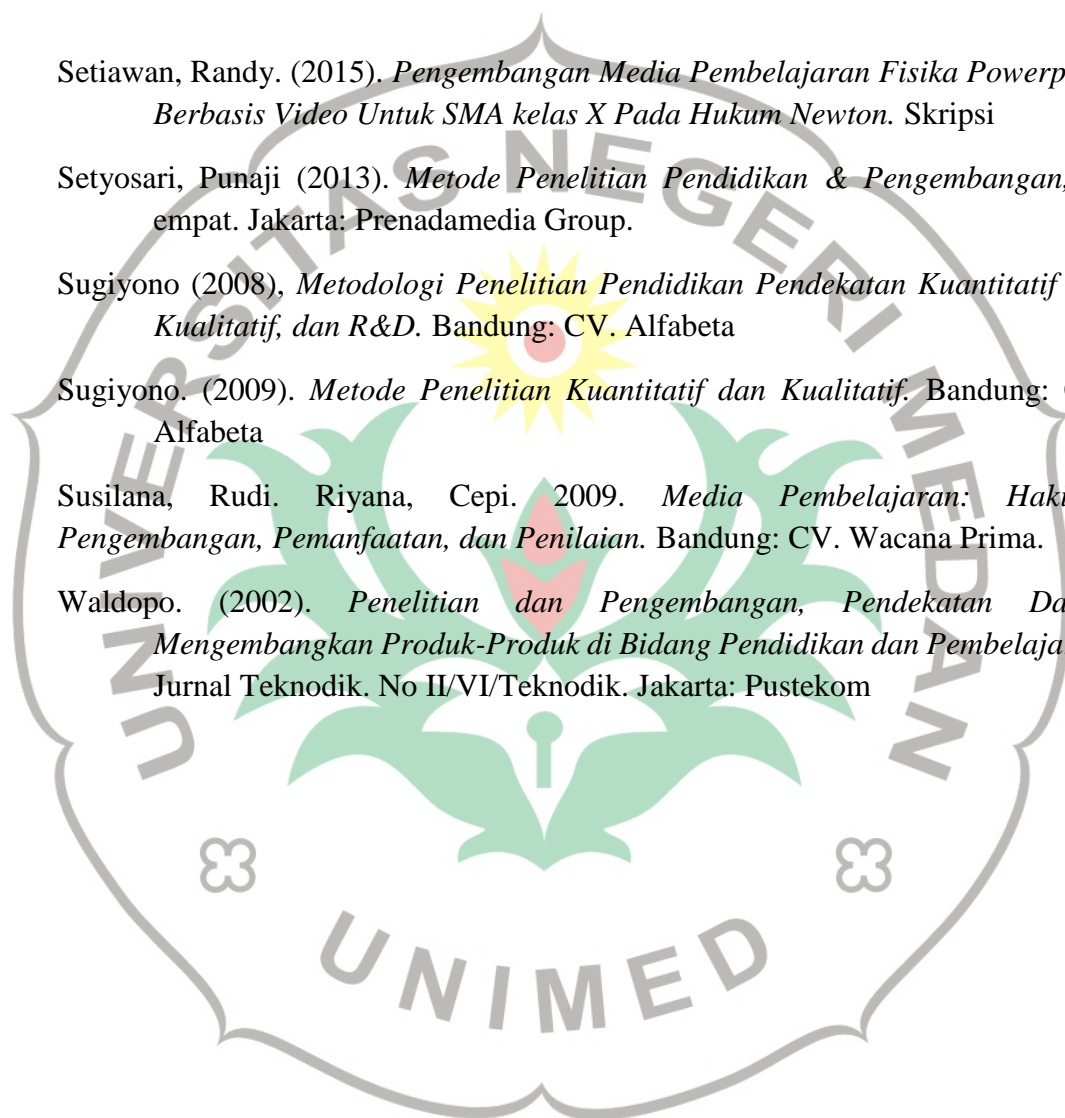 Setiawan, Randy. (2015). Pengembangan Media Pembelajaran Fisika Powerp
Berbasis Video Untuk SMA kelas X Pada Hukum Newton. Skripsi
Setyosari, Punaji (2013). Metode Penelitian Pendidikan & Pengembangan,
empat. Jakarta: Prenadamedia Group.
Sugiyono (2008), Metodologi Penelitian Pendidikan Pendekatan Kuantitatif
Kualitatif, dan R&D. Bandung: CV. Alfabeta
Sugiyono. (2009). Metode Penelitian Kuantitatif dan Kualitatif. Bandung:
Alfabeta
Susilana, Rudi. Riyana, Cepi. 2009. Media Pembelajaran: Haki
Pengembangan, Pemanfaatan, dan Penilaian. Bandung: CV. Wacana Prima.
Waldopo. (2002). Penelitian dan Pengembangan, Pendekatan Da
Mengembangkan Produk-Produk di Bidang Pendidikan dan Pembelaja
Jurnal Teknodik. No II/VI/Teknodik. Jakarta: Pustekom
UNIVERSITAS NEGERI MEDAN
UNIMED